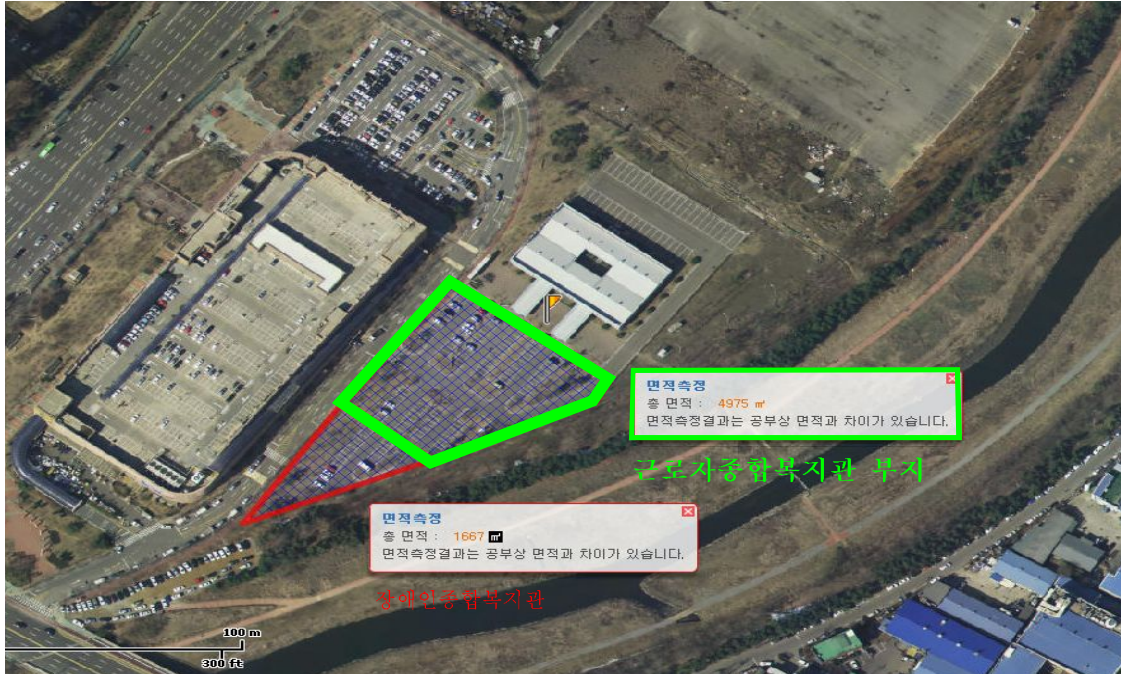 면적측정
총 면적 : 4975 ㎡
면적측정결과는 공부상 면적과 차이가 있습니다.
근로자종합복지관 부지
면적측정
총 면적 : 1667 ㎡
면적측정결과는 공부상 면적과 차이가 있습니다.
장애인종합복지관
100 m
300 ft